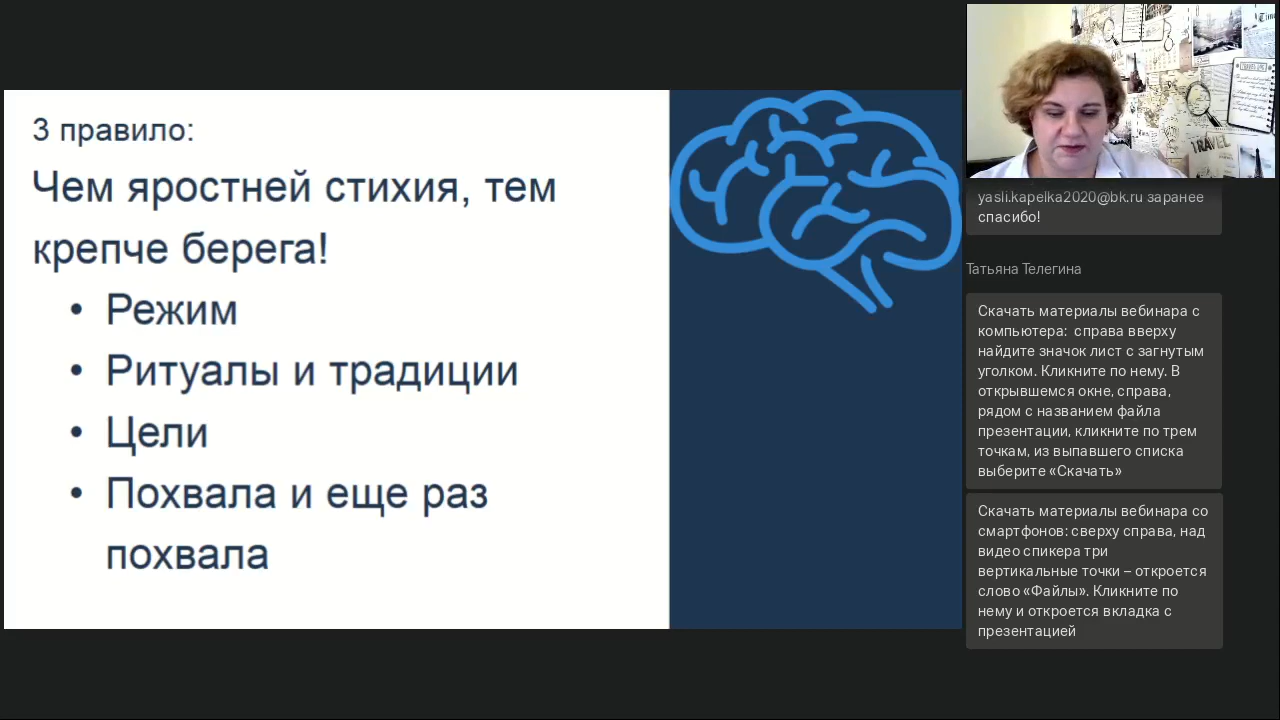 3 правило:
Чем яростней стихия, тем
крепче берега!
• Режим
• Ритуалы и традиции
• Цели
• Похвала и еще раз
похвала
TRAVEL
yasli.kapelka2020@bk.ru заранее
спасибо!
Татьяна Телегина
Скачать материалы вебинара с
компьютера:  справа вверху
найдите значок лист с загнутым
уголком. Кликните по нему. В
открывшемся окне, справа,
рядом с названием файла
презентации, кликните по трем
точкам, из выпавшего списка
выберите «Скачать»
Скачать материалы вебинара со
смартфонов: сверху справа, над
видео спикера три
вертикальные точки – откроется
слово «Файлы». Кликните по
нему и откроется вкладка с
презентацией